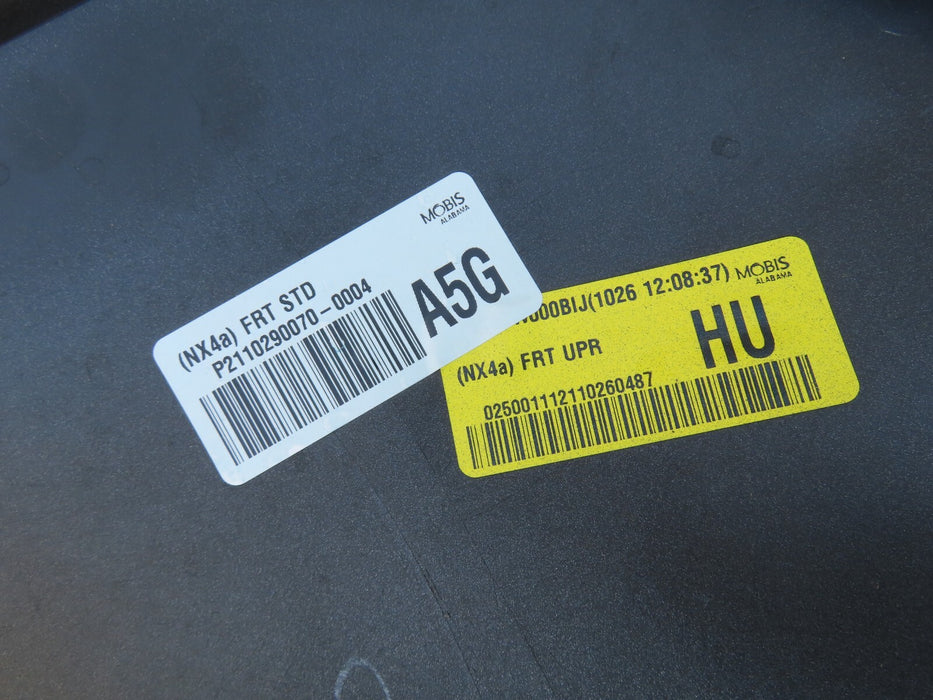 MOBIS
ALABAMA
(NX4a) FRT STD
P2110290070-0004
A5G
000BIJ(1026 12:08:37)
MOBIS
ALABAMA
(NX4a) FRT UPR
HU
025001112110260487